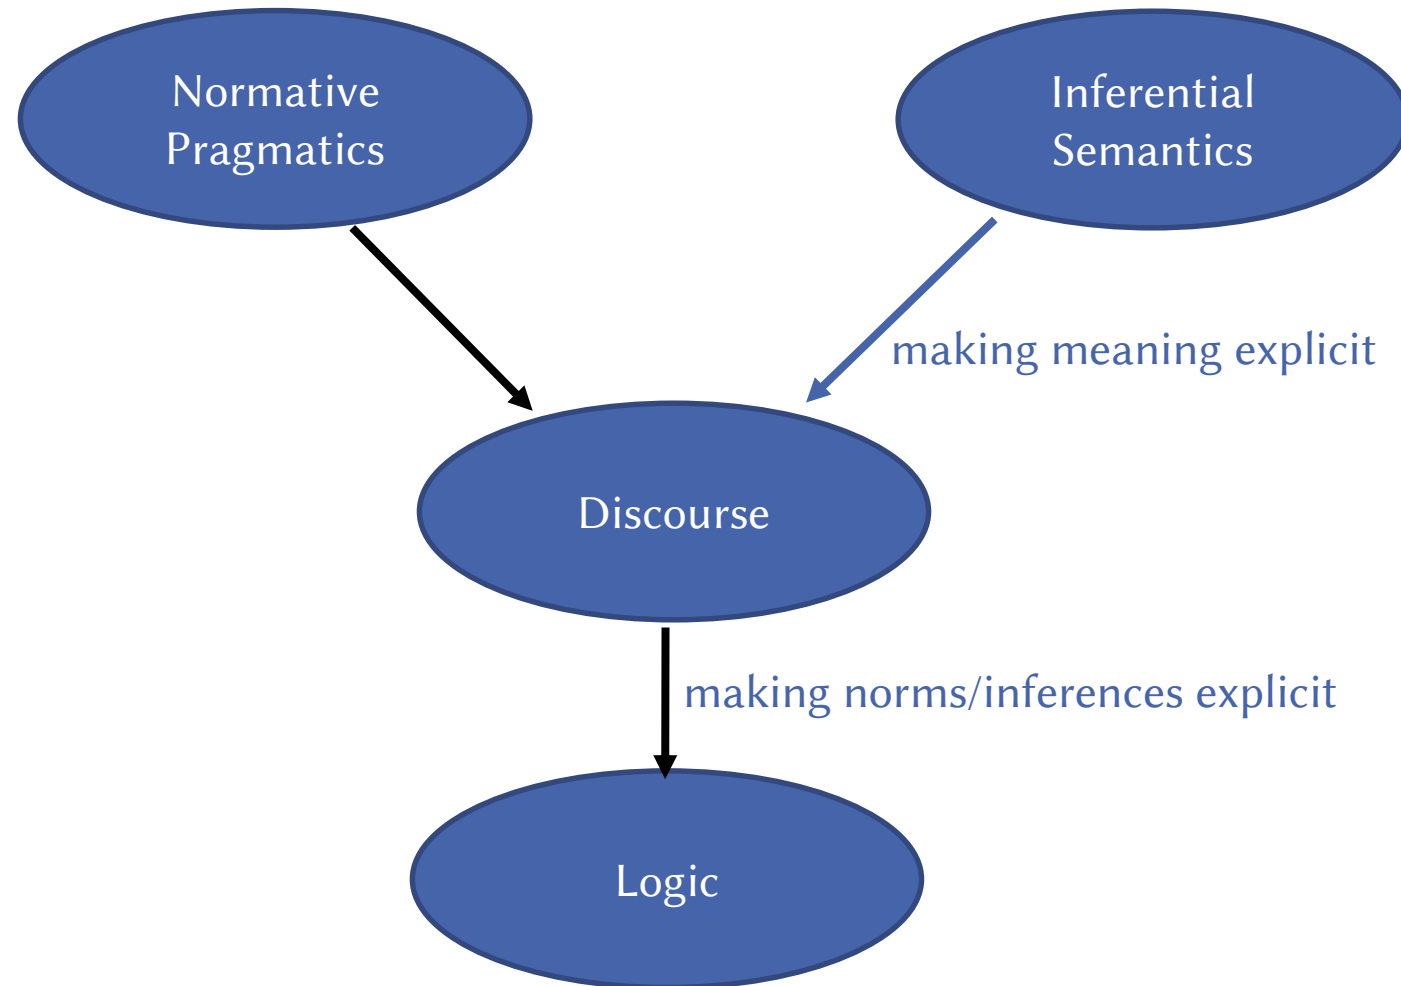 Normative
Pragmatics
Inferential
Semantics
making meaning explicit
Discourse
making norms/inferences explicit
Logic